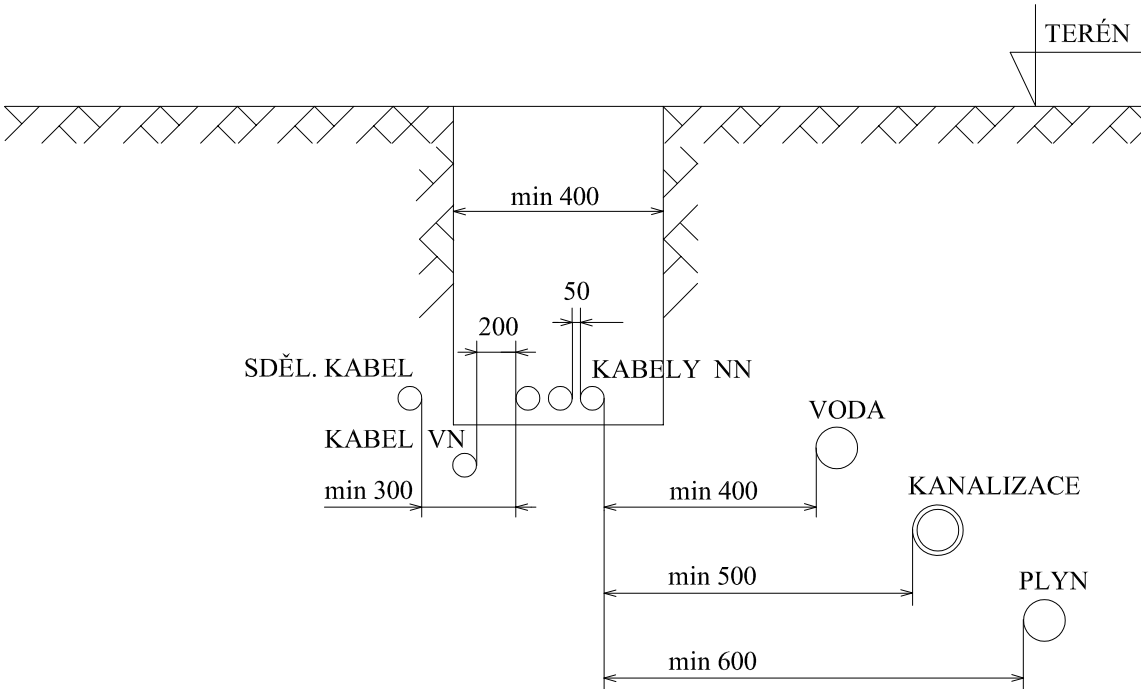 TERÉN
min 400
50
200
SDĚL. KABEL
KABELY NN
VODA
KABEL VN
min 300
min 400
KANALIZACE
min 500
PLYN
min 600